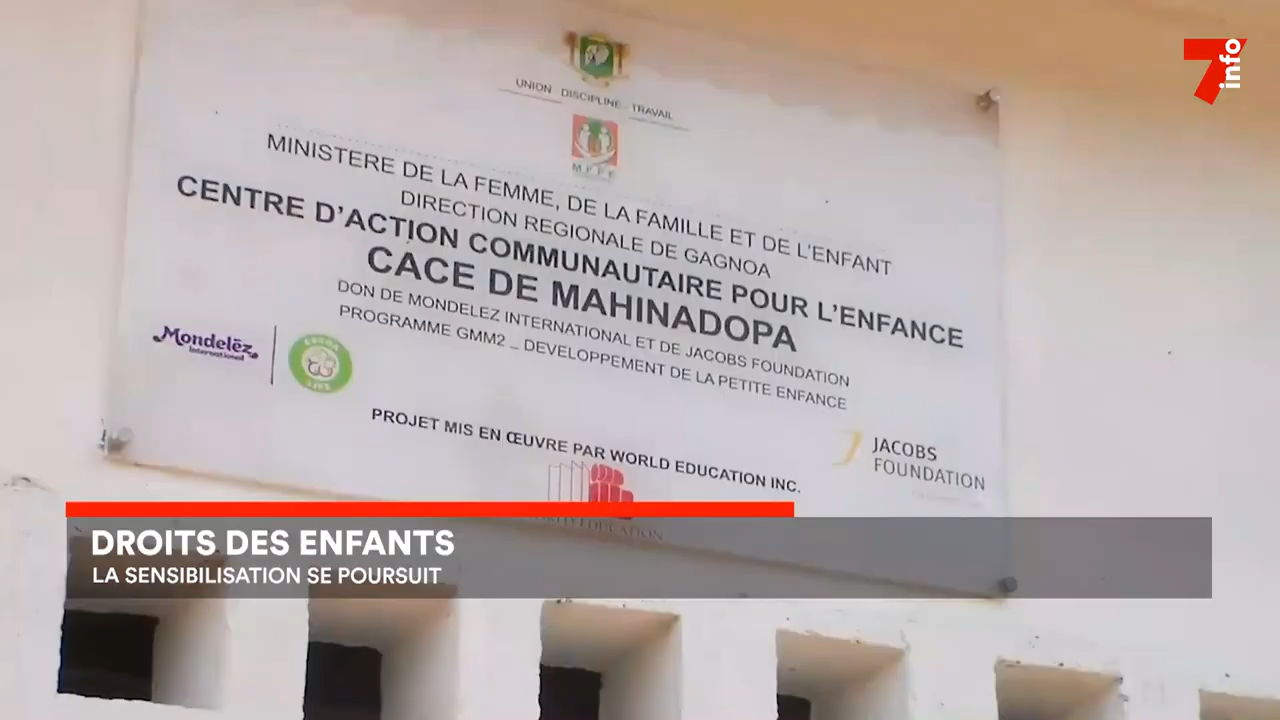 7 info
UNION - DISCIPLINE - TRAVAIL
M.F.F.E
MINISTERE DE LA FEMME, DE LA FAMILLE ET DE L'ENFANT
DIRECTION REGIONALE DE GAGNOA
CENTRE D'ACTION COMMUNAUTAIRE POUR L'ENFANCE
CACE DE MAHINADOPA
DON DE MONDELEZ INTERNATIONAL ET DE JACOBS FOUNDATION
PROGRAMME GMM2 _ DEVELOPPEMENT DE LA PETITE ENFANCE
Mondelēz
International
COCOA
LIFE
PROJET MIS EN ŒUVRE PAR WORLD EDUCATION INC.
JACOBS
FOUNDATION
WORLD EDUCATION
DROITS DES ENFANTS
LA SENSIBILISATION SE POURSUIT